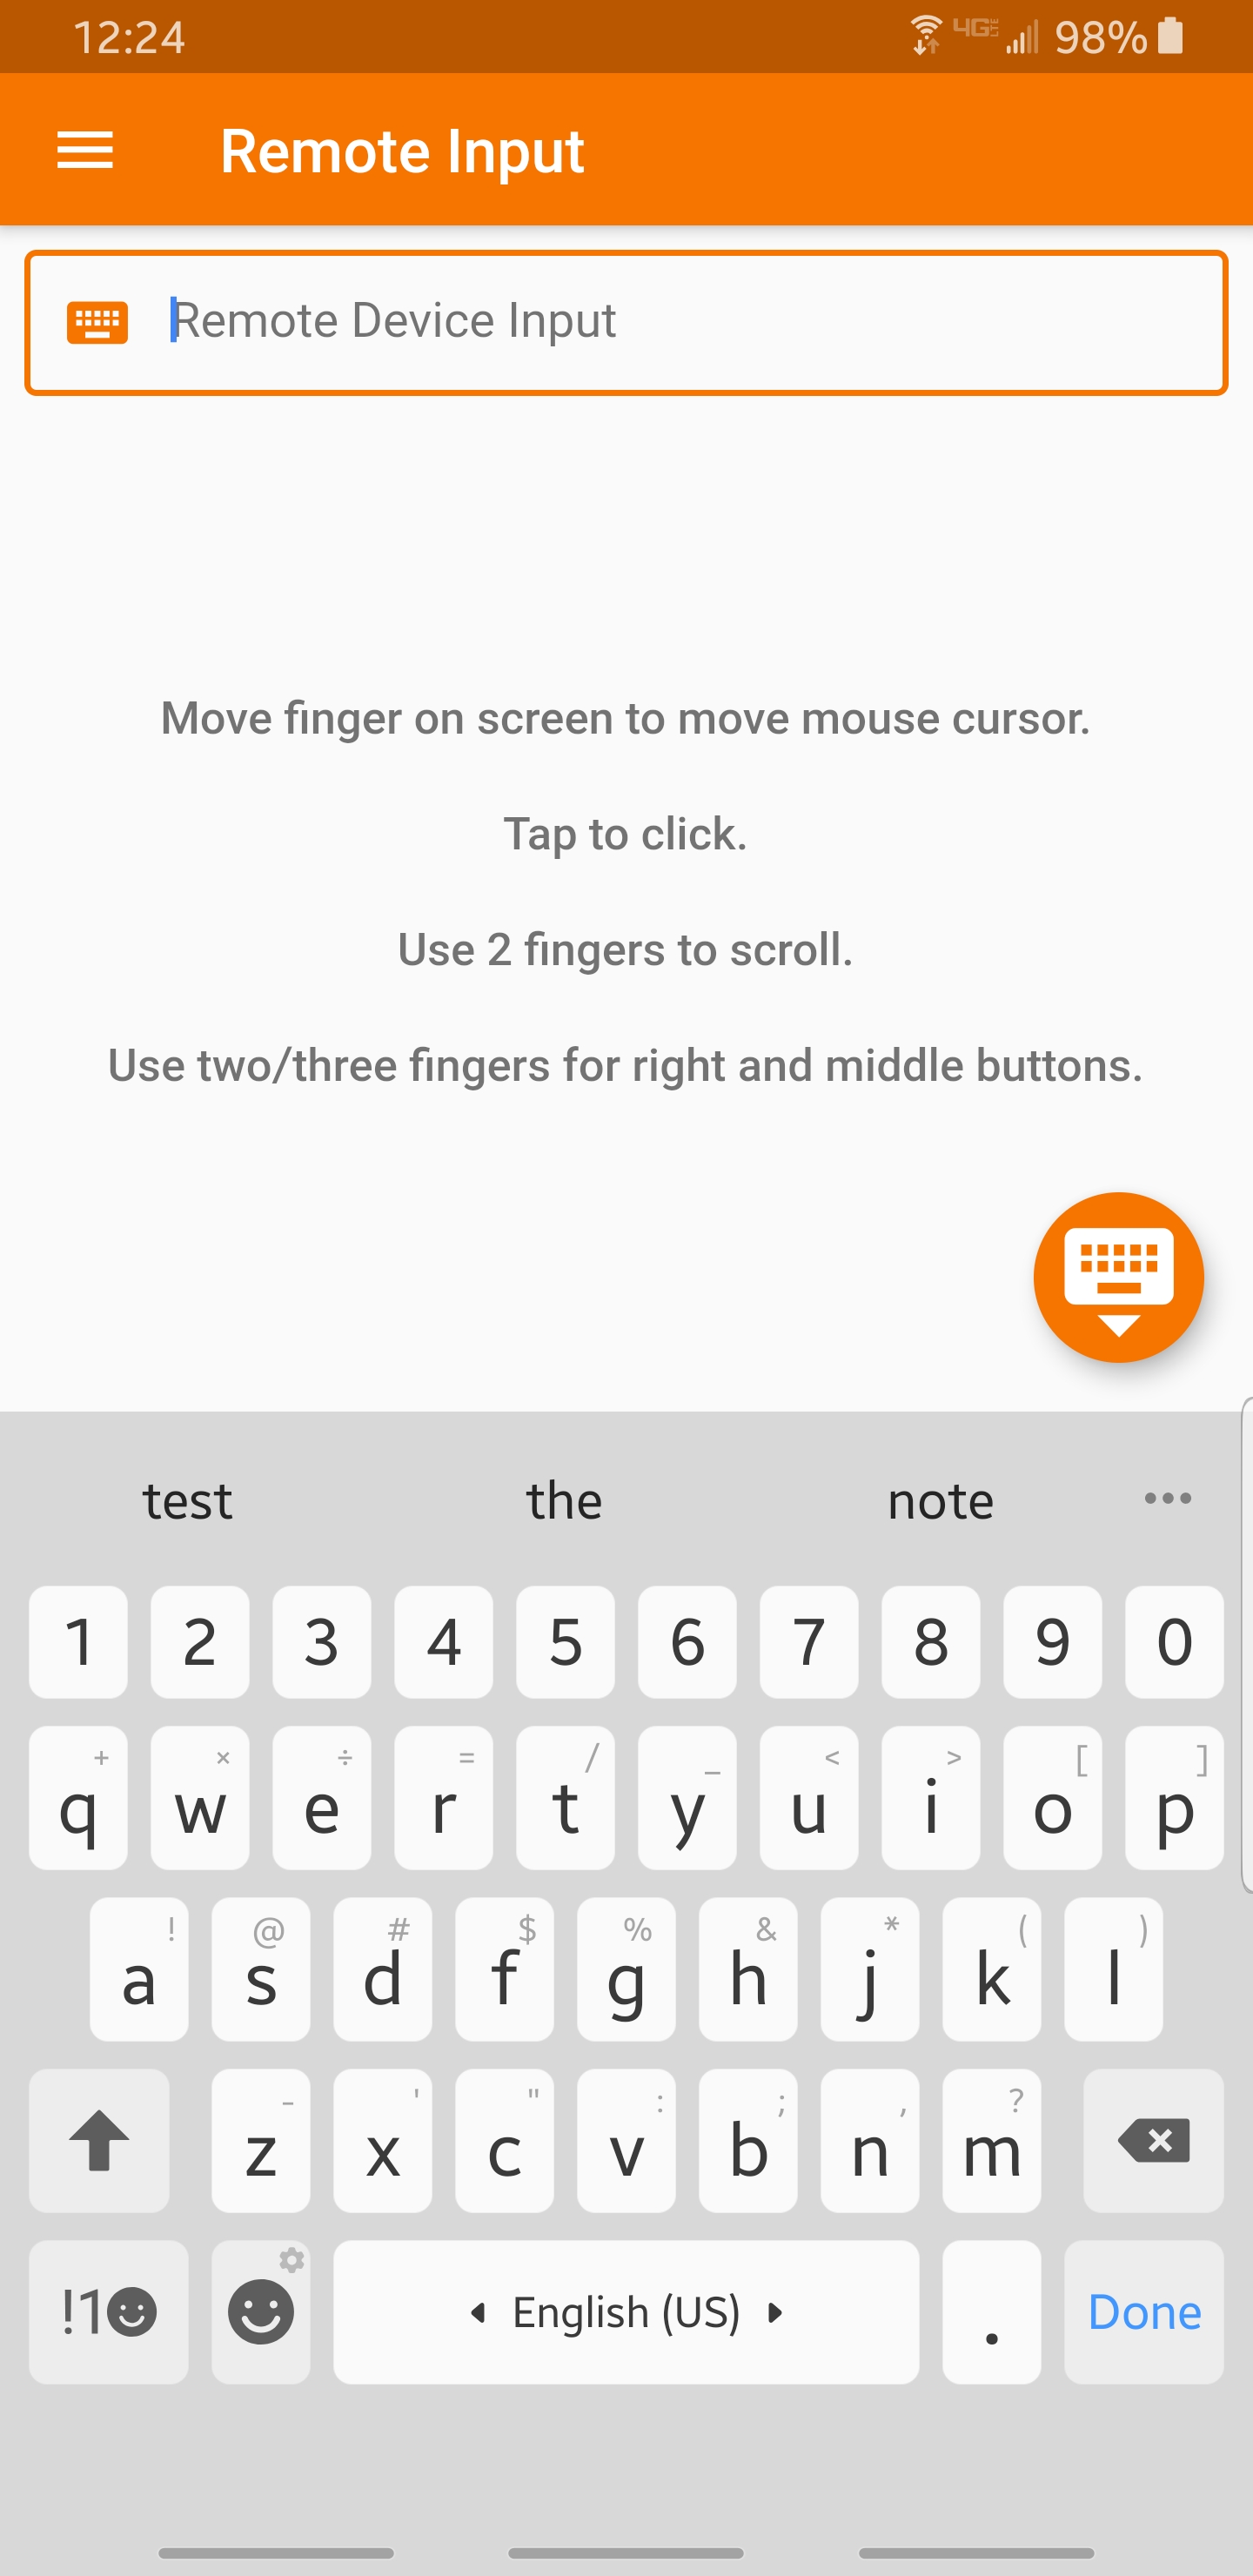 12:24 4G LTE 98%
Remote Input
Remote Device Input
Move finger on screen to move mouse cursor.
Tap to click.
Use 2 fingers to scroll.
Use two/three fingers for right and middle buttons.
test the note
1 2 3 4 5 6 7 8 9 0
+ × ÷ = / _ < > [ ]
q w e r t y u i o p
! @ # $ % & * ( )
a s d f g h j k l
- ' " : ; , ?
z x c v b n m
!1 English (US) . Done